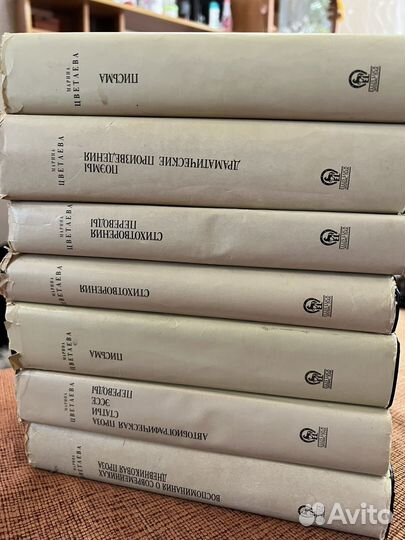 МАРИНА
ЦВЕТАЕВА
ПИСЬМА
МАРИНА
ЦВЕТАЕВА
ПОЭМЫ
ДРАМАТИЧЕСКИЕ ПРОИЗВЕДЕНИЯ
МАРИНА
ЦВЕТАЕВА
СТИХОТВОРЕНИЯ
ПЕРЕВОДЫ
МАРИНА
ЦВЕТАЕВА
СТИХОТВОРЕНИЯ
МАРИНА
ЦВЕТАЕВА
ПИСЬМА
МАРИНА
ЦВЕТАЕВА
АВТОБИОГРАФИЧЕСКАЯ ПРОЗА
СТАТЬИ
ЭССЕ
ПЕРЕВОДЫ
МАРИНА
ЦВЕТАЕВА
ВОСПОМИНАНИЯ О СОВРЕМЕННИКАХ
ДНЕВНИКОВАЯ ПРОЗА
Avito